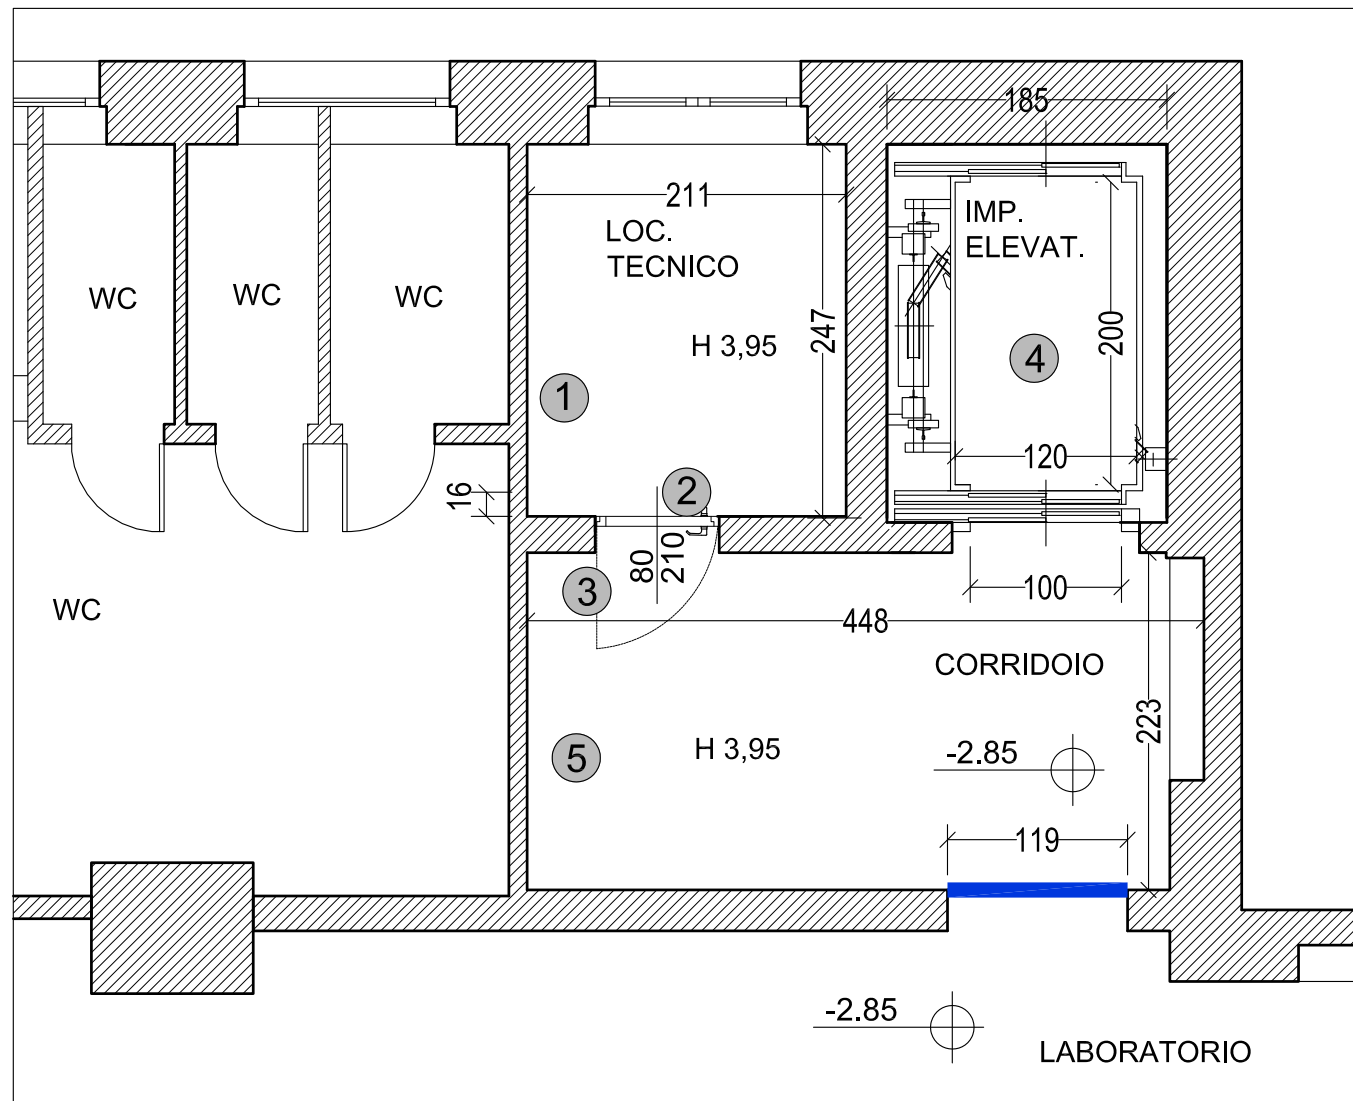 185
211
LOC.
TECNICO
IMP.
ELEVAT.
WC
WC
WC
H 3,95
247
200
4
1
120
16
2
80
210
3
100
448
WC
CORRIDOIO
223
5
H 3,95
-2.85
119
-2.85
LABORATORIO